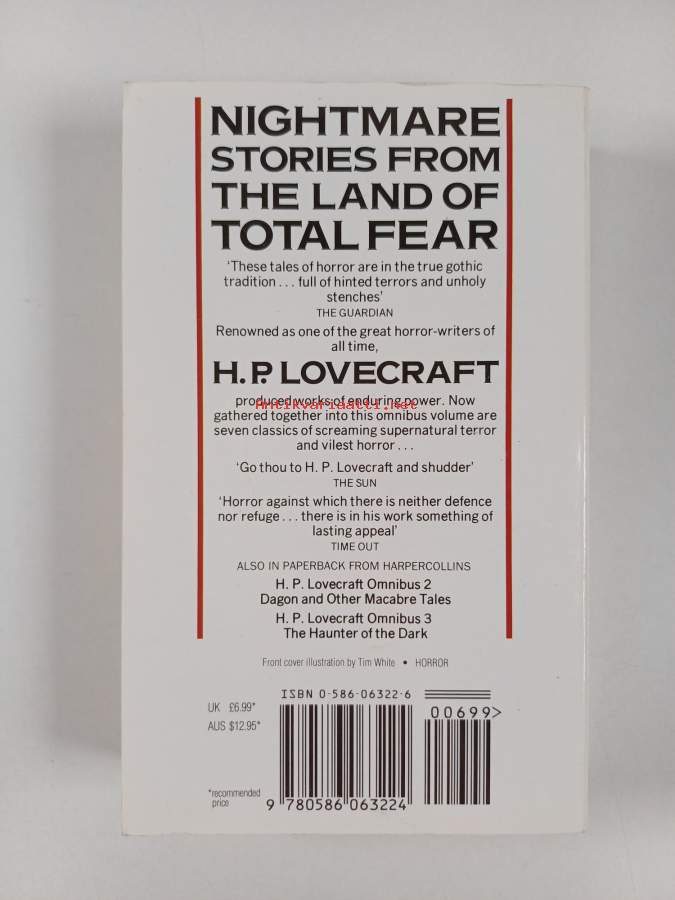 NIGHTMARE
STORIES FROM
THE LAND OF
TOTAL FEAR
‘These tales of horror are in the true gothic
tradition . . . full of hinted terrors and unholy
stenches’
THE GUARDIAN
Renowned as one of the great horror-writers of
all time,
H. P. LOVECRAFT
produced works of enduring power. Now
Antikvariaatti.net
gathered together into this omnibus volume are
seven classics of screaming supernatural terror
and vilest horror . . .
‘Go thou to H. P. Lovecraft and shudder’
THE SUN
‘Horror against which there is neither defence
nor refuge . . . there is in his work something of
lasting appeal’
TIME OUT
ALSO IN PAPERBACK FROM HARPERCOLLINS
H. P. Lovecraft Omnibus 2
Dagon and Other Macabre Tales
H. P. Lovecraft Omnibus 3
The Haunter of the Dark
Front cover illustration by Tim White • HORROR
ISBN 0-586-06322-6
UK £6.99*
AUS $12.95*
00699>
*recommended
price
9 780586 063224